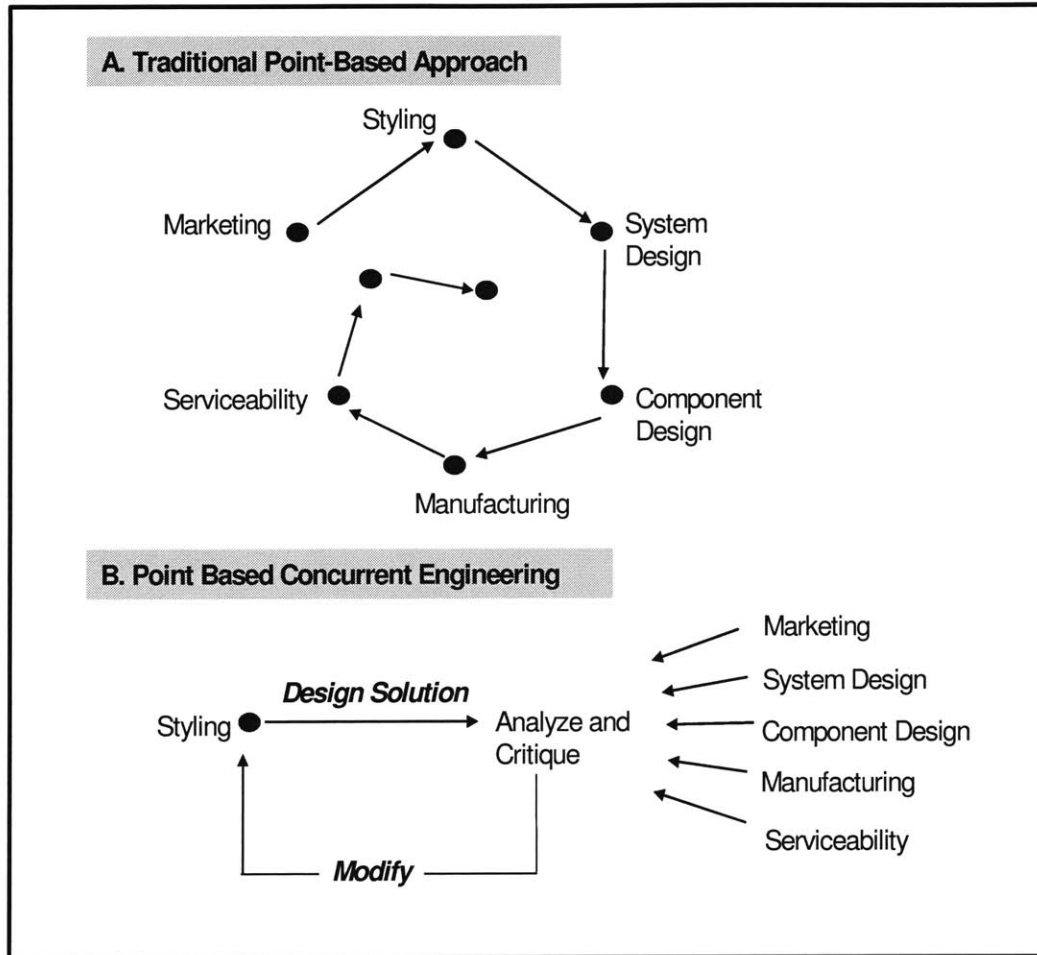 A. Traditional Point-Based Approach
Styling
Marketing
System
Design
Serviceability
Component
Design
Manufacturing
B. Point Based Concurrent Engineering
Marketing
System Design
Design Solution
Styling
Analyze and
Critique
Component Design
Manufacturing
Serviceability
Modify